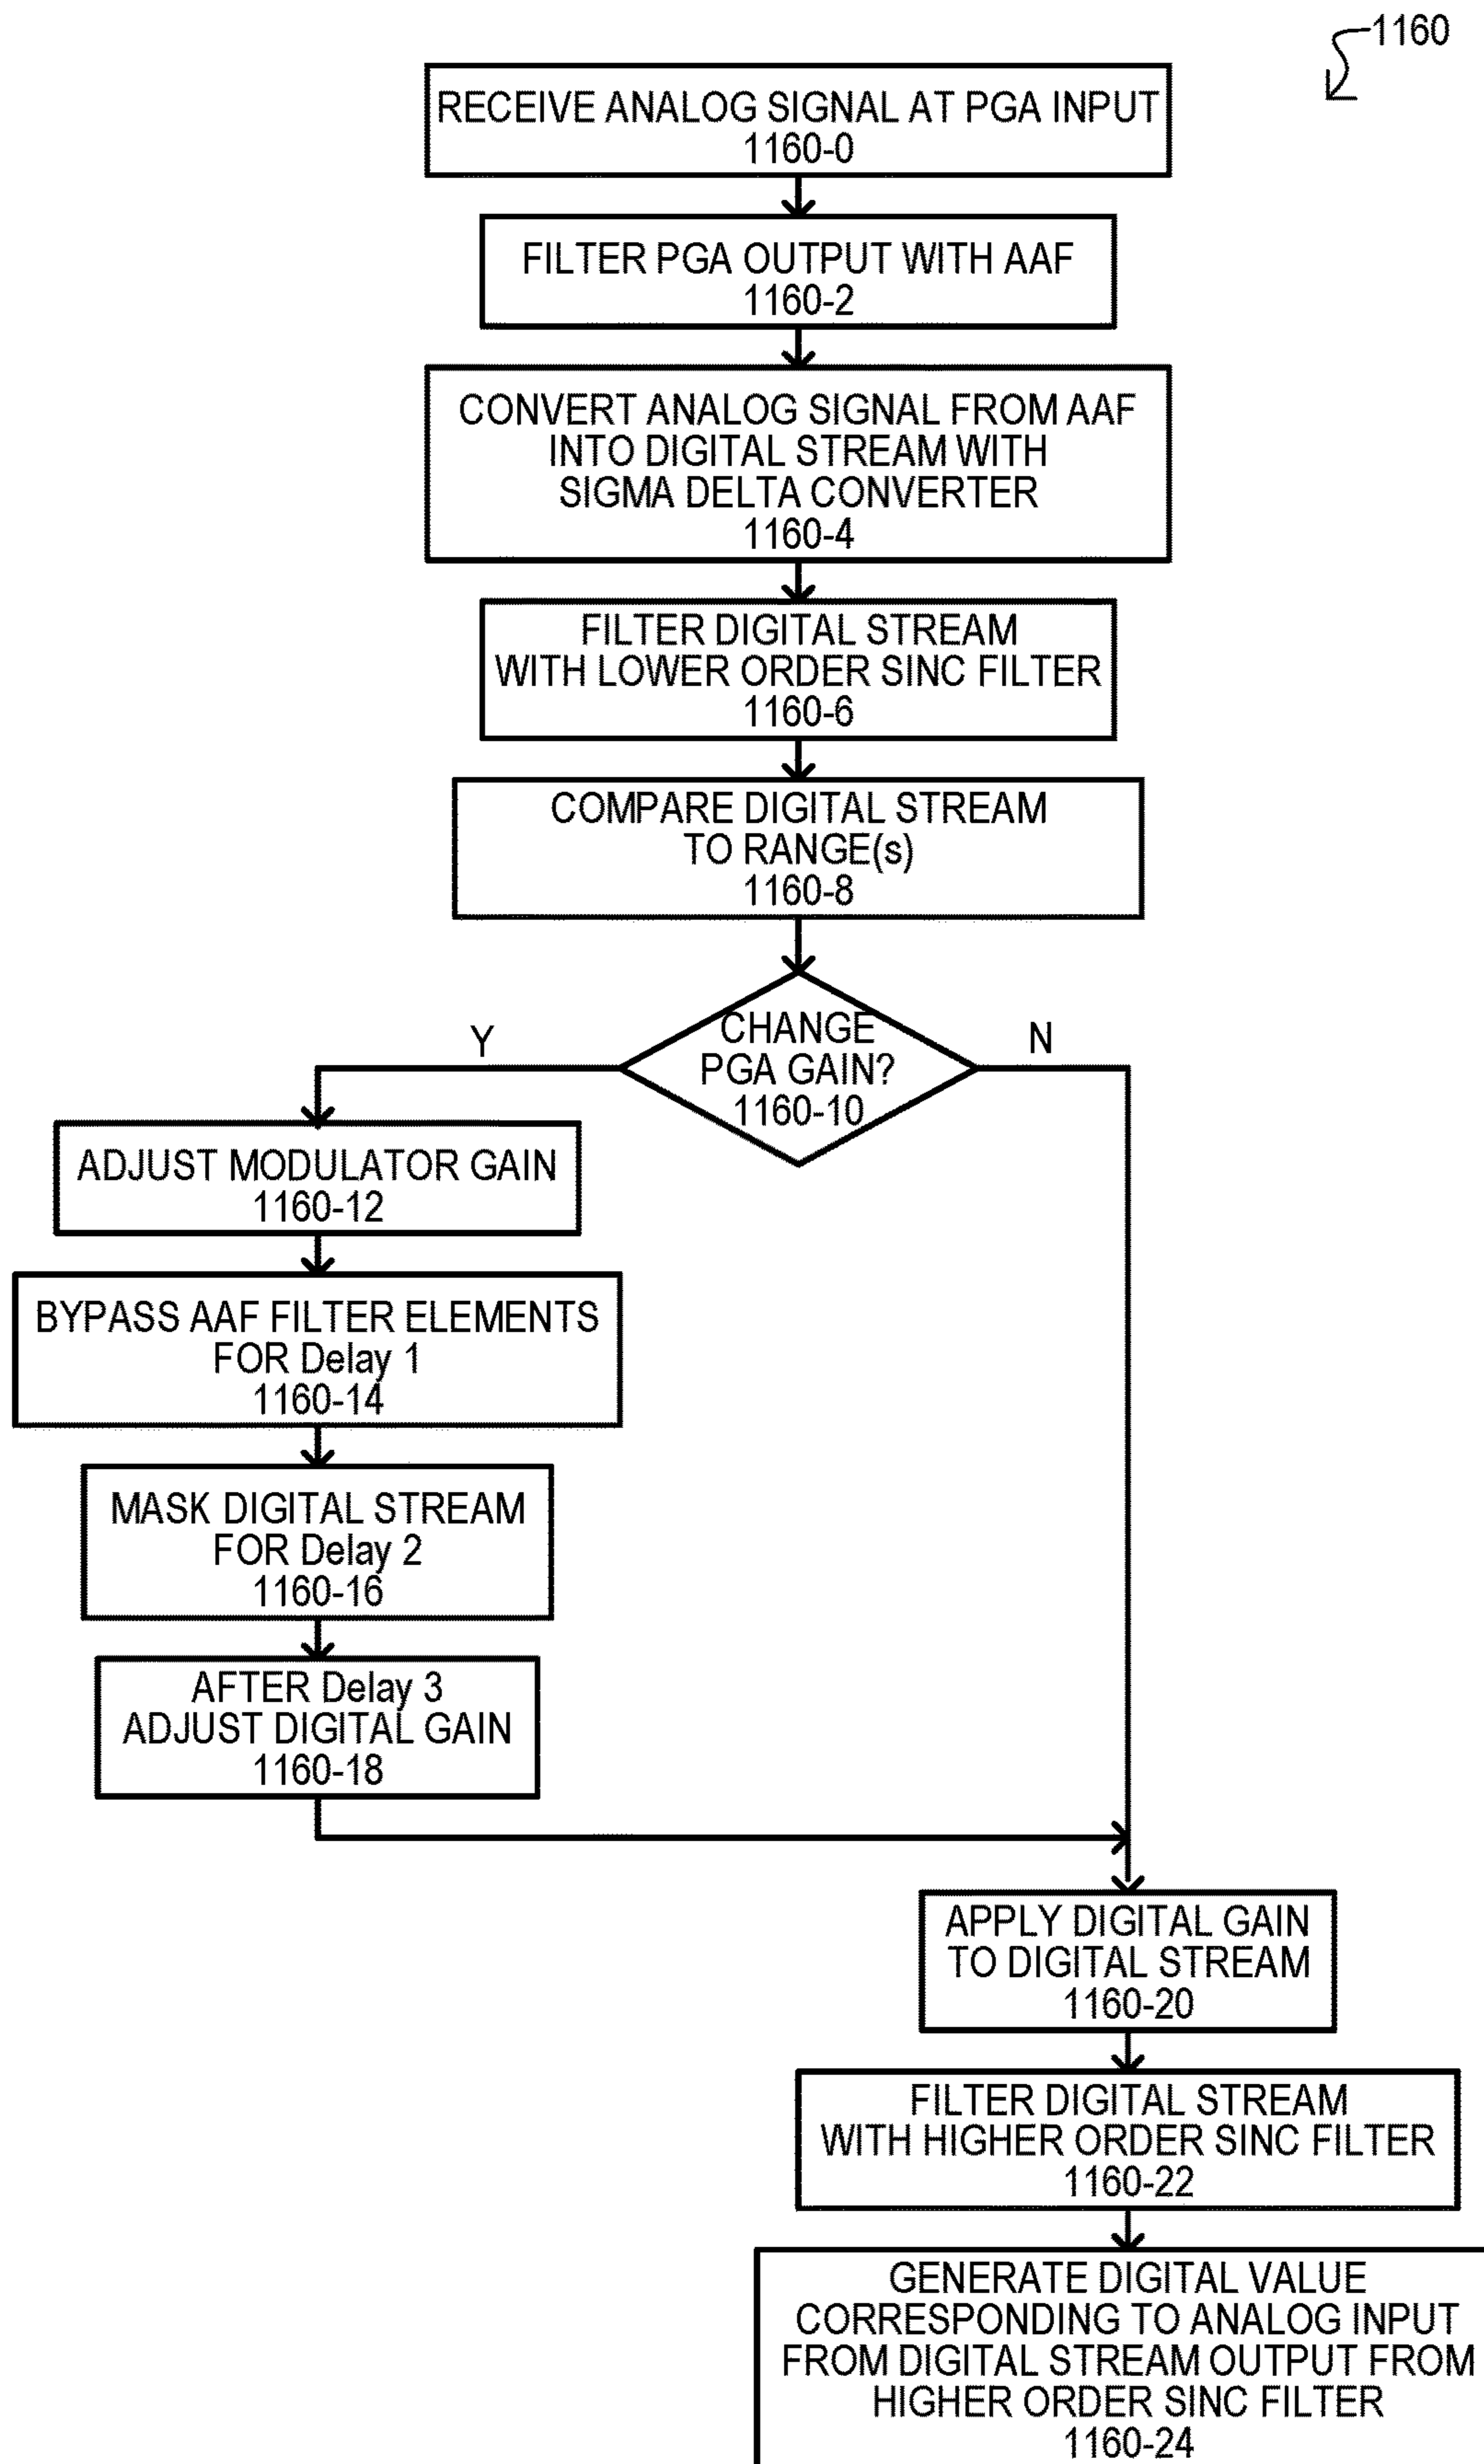 1160
RECEIVE ANALOG SIGNAL AT PGA INPUT
1160-0
FILTER PGA OUTPUT WITH AAF
1160-2
CONVERT ANALOG SIGNAL FROM AAF
INTO DIGITAL STREAM WITH
SIGMA DELTA CONVERTER
1160-4
FILTER DIGITAL STREAM
WITH LOWER ORDER SINC FILTER
1160-6
COMPARE DIGITAL STREAM
TO RANGE(s)
1160-8
CHANGE
PGA GAIN?
1160-10
Y
N
ADJUST MODULATOR GAIN
1160-12
BYPASS AAF FILTER ELEMENTS
FOR Delay 1
1160-14
MASK DIGITAL STREAM
FOR Delay 2
1160-16
AFTER Delay 3
ADJUST DIGITAL GAIN
1160-18
APPLY DIGITAL GAIN
TO DIGITAL STREAM
1160-20
FILTER DIGITAL STREAM
WITH HIGHER ORDER SINC FILTER
1160-22
GENERATE DIGITAL VALUE
CORRESPONDING TO ANALOG INPUT
FROM DIGITAL STREAM OUTPUT FROM
HIGHER ORDER SINC FILTER
1160-24